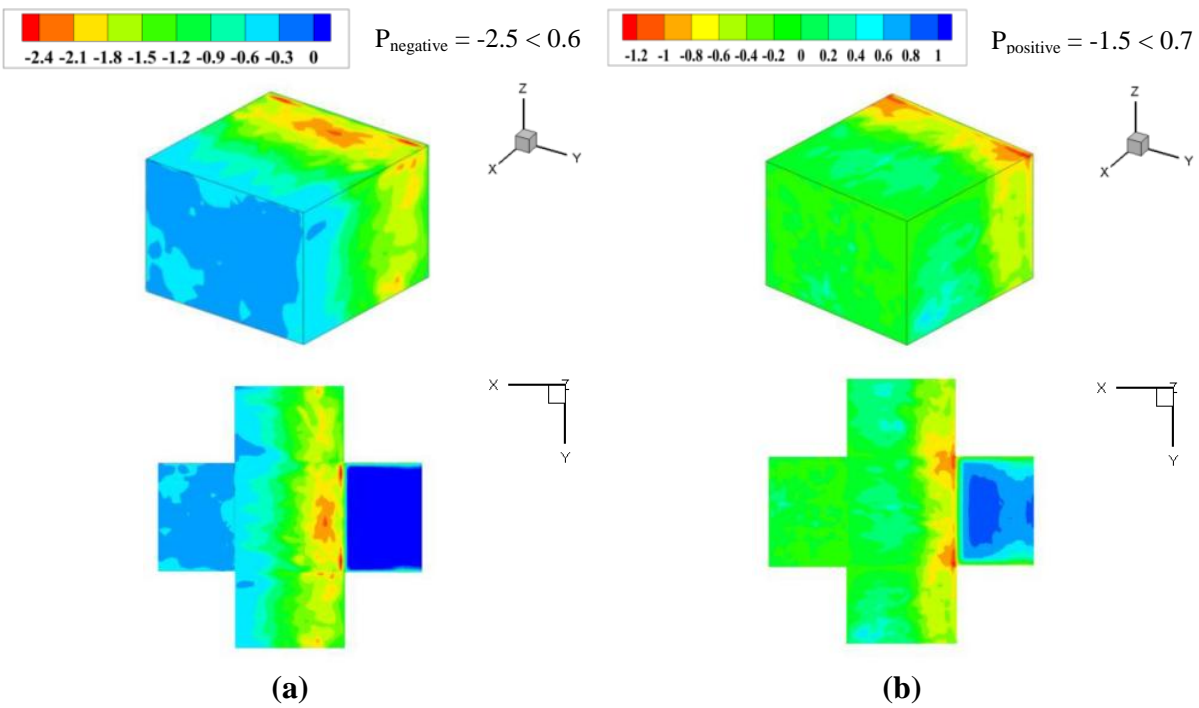 -2.4 -2.1 -1.8 -1.5 -1.2 -0.9 -0.6 -0.3 0
Pnegative = -2.5 < 0.6
-1.2 -1 -0.8 -0.6 -0.4 -0.2 0 0.2 0.4 0.6 0.8 1
Ppositive = -1.5 < 0.7
Z
X
Y
Z
X
Y
X
Z
Y
X
Z
Y
(a)
(b)